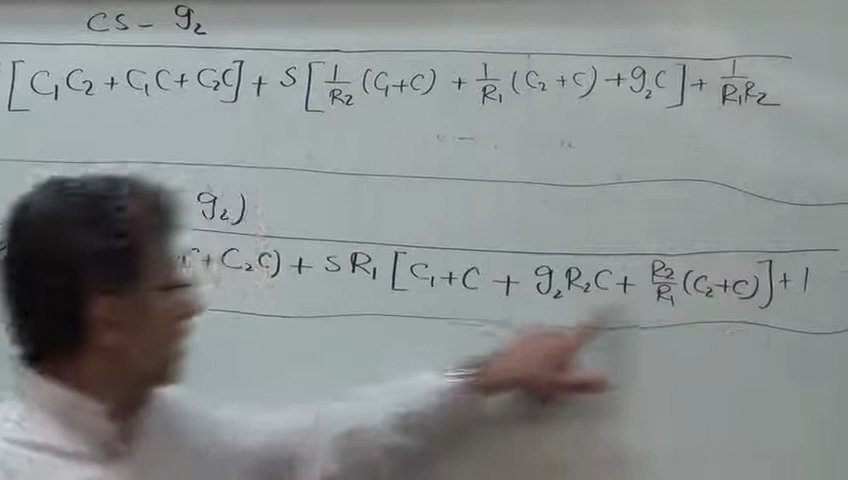 CS - g₂
[C₁C₂ + C₁C + C₂C] + S[1/R₂ (C₁+C) + 1/R₁ (C₂+C) + g₂C] + 1/R₁R₂
g₂)
+ C₂C) + SR₁[C₁+C + g₂R₂C + R₂/R₁ (C₂+C)] + 1